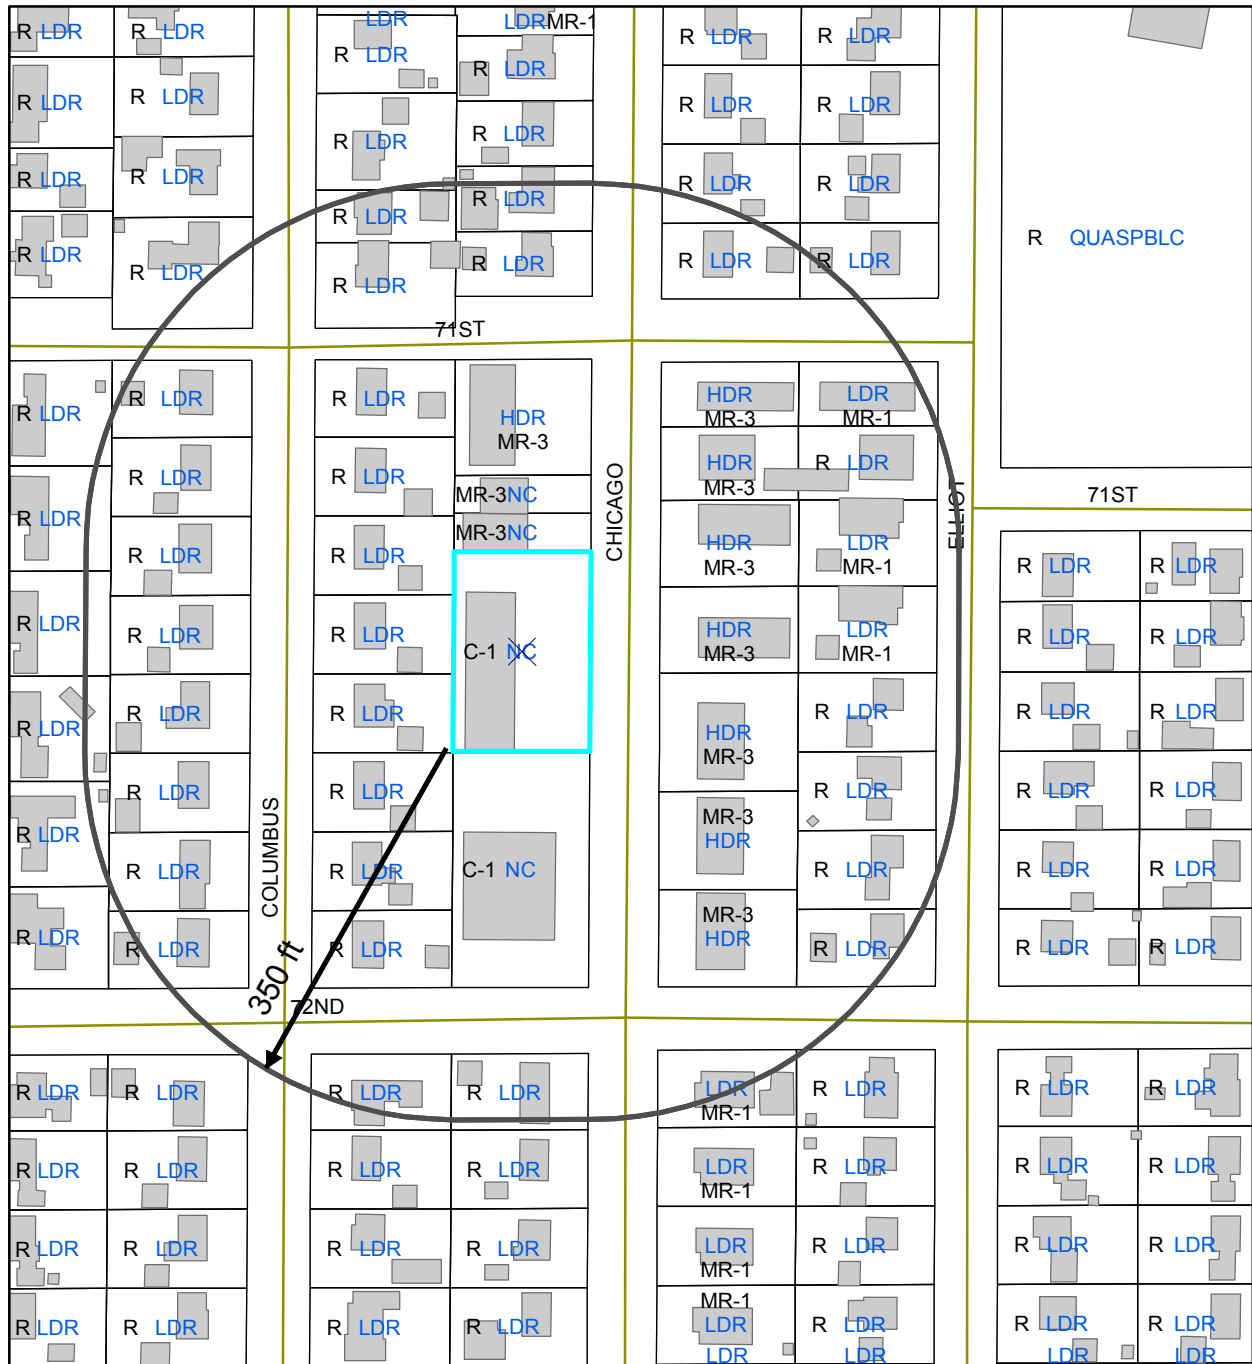 LDR LDR MR-1
R LDR R LDR R LDR R LDR R LDR R LDR
R LDR R LDR R LDR R LDR R LDR R LDR
R LDR R LDR R LDR R LDR R LDR R LDR
R LDR R LDR R LDR R LDR R LDR R LDR
R LDR R LDR R LDR R LDR
R QUASPBLC
71ST
R LDR R LDR R LDR HDR MR-3 HDR MR-3 LDR MR-1
R LDR R LDR R LDR MR-3 NC HDR MR-3 R LDR
71ST
CHICAGO
ELLIOT
R LDR R LDR R LDR MR-3 NC HDR MR-3 LDR MR-1 R LDR R LDR
R LDR R LDR R LDR C-1 NC HDR MR-3 LDR MR-1 R LDR R LDR
R LDR R LDR R LDR HDR MR-3 R LDR R LDR R LDR
R LDR R LDR R LDR MR-3 HDR R LDR R LDR R LDR
COLUMBUS
R LDR R LDR R LDR C-1 NC R LDR R LDR R LDR
R LDR R LDR MR-3 HDR R LDR R LDR R LDR
350 ft
72ND
R LDR R LDR R LDR R LDR LDR MR-1 R LDR R LDR R LDR
R LDR R LDR R LDR R LDR LDR MR-1 R LDR R LDR R LDR
R LDR R LDR R LDR R LDR LDR MR-1 R LDR R LDR R LDR
R LDR R LDR R LDR R LDR MR-1 LDR R LDR R LDR R LDR
LDR LDR LDR LDR